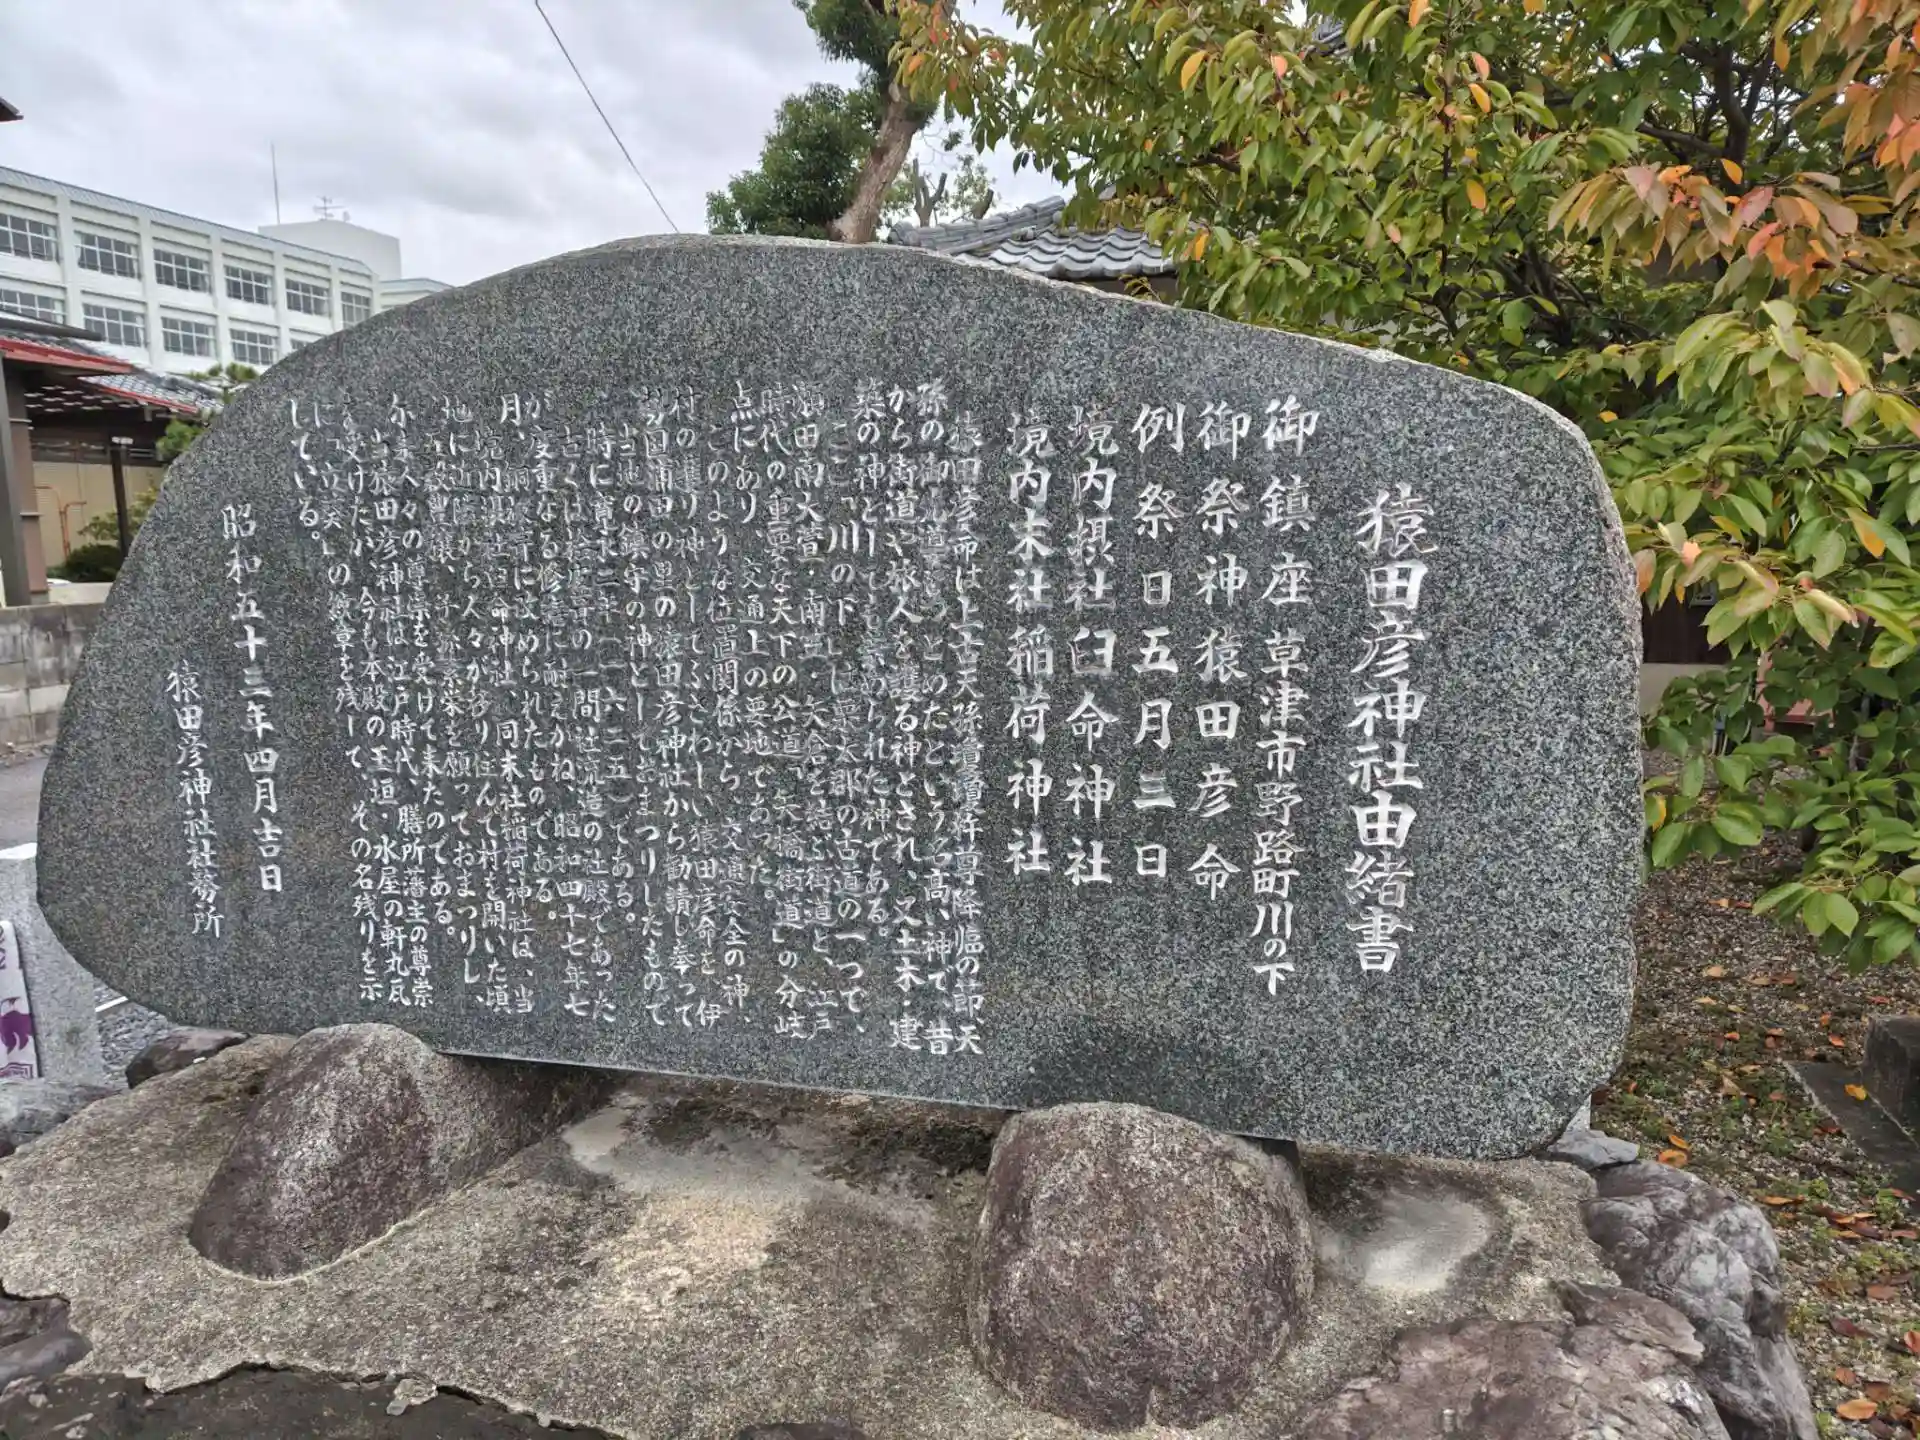 猿田彦神社由緒書
御鎮座 草津市野路町川の下
御祭神 猿田彦命
例祭日 五月三日
境内摂社 臼命神社
境内末社 稲荷神社
猿田彦命は上古天孫瓊瓊杵尊降臨の節、天
孫の御先導をつとめたという名高い神で、昔
から街道や旅人を護る神とされ、又土木・建
築の神としても崇められた神である。
ここ「川の下」は栗太郡の古道の一つで、
南大萱・南笠・矢倉を結ぶ街道と、江戸
時代の重要な天下の公道「矢橋街道」の分岐
点にあり、交通上の要地であった。
このような位置関係から、交通安全の神、
村の護り神としてふさわしい猿田彦命を、伊
勢国浦田の里の猿田彦神社から勧請し奉って
当地の鎮守の神としておまつりしたもので
時に寛永二年(一六二五)である。
古くは桧皮葺の一間社流造の社殿であった
が度重なる修復に耐えかね、昭和四十七年七
月、銅板葺に改められたものである。
境内摂社臼命神社、同末社稲荷神社は、当
地に近隣から人々が移り住んで村を開いた頃
五穀豊穣、子孫繁栄を願っておまつりし、
永く人々の尊崇を受けて来たのである。
当猿田彦神社は江戸時代、膳所藩主の尊崇
を受けたが、今も本殿の玉垣・水屋の軒丸瓦
に「立葵」の紋章を残して、その名残りを示
している。
昭和五十三年四月吉日
猿田彦神社社務所